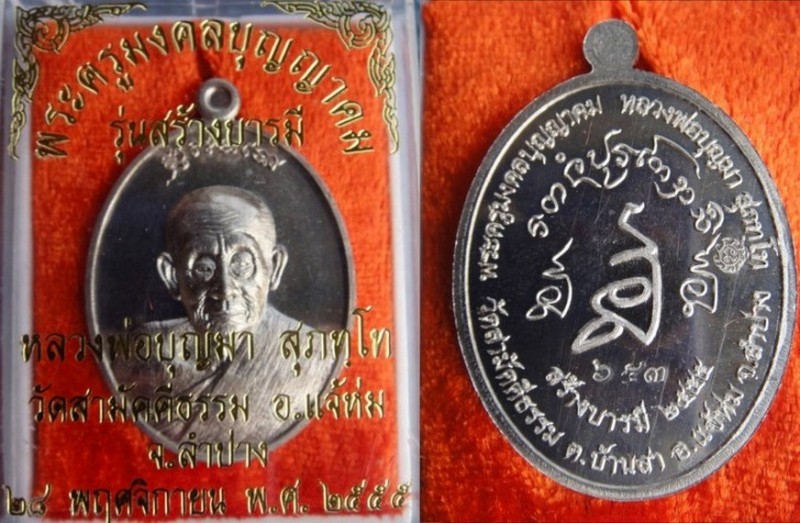 พระครูมงคลบุญญาคม
รุ่นสร้างบารมี
หลวงพ่อบุญมา สุภทฺโท
วัดสามัคคีธรรม อ.แจ้ห่ม
จ.ลำปาง
๒๘ พฤศจิกายน พ.ศ. ๒๕๕๕
พระครูมงคลบุญญาคม หลวงพ่อบุญมา สุภทฺโท
๖๕๓
สร้างบารมี ๒๕๕๕
วัดสามัคคีธรรม ต.บ้านสา อ.แจ้ห่ม จ.ลำปาง